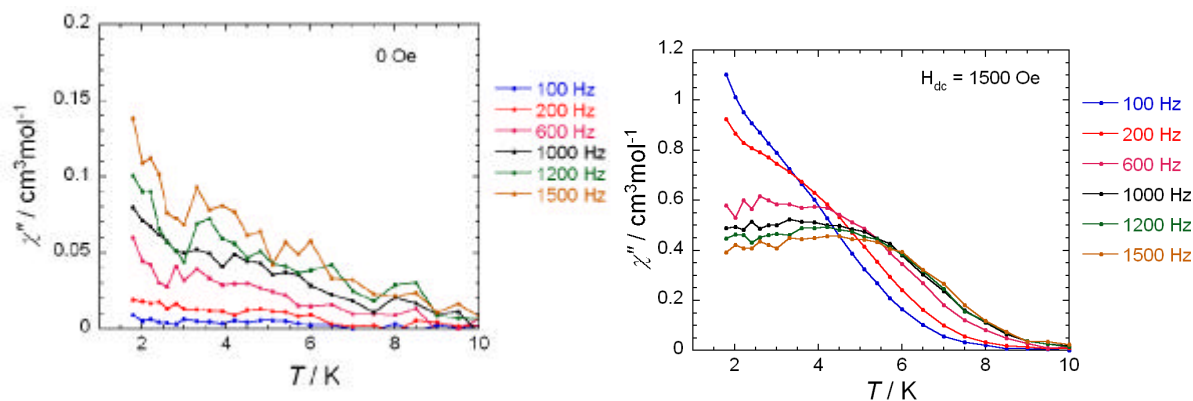 0.2
0.15
0.1
0.05
0
2
4
6
8
10
χ″ / cm³mol⁻¹
T / K
0 Oe
100 Hz
200 Hz
600 Hz
1000 Hz
1200 Hz
1500 Hz
1.2
1
0.8
0.6
0.4
0.2
0
2
4
6
8
10
χ″ / cm³mol⁻¹
T / K
H_dc = 1500 Oe
100 Hz
200 Hz
600 Hz
1000 Hz
1200 Hz
1500 Hz